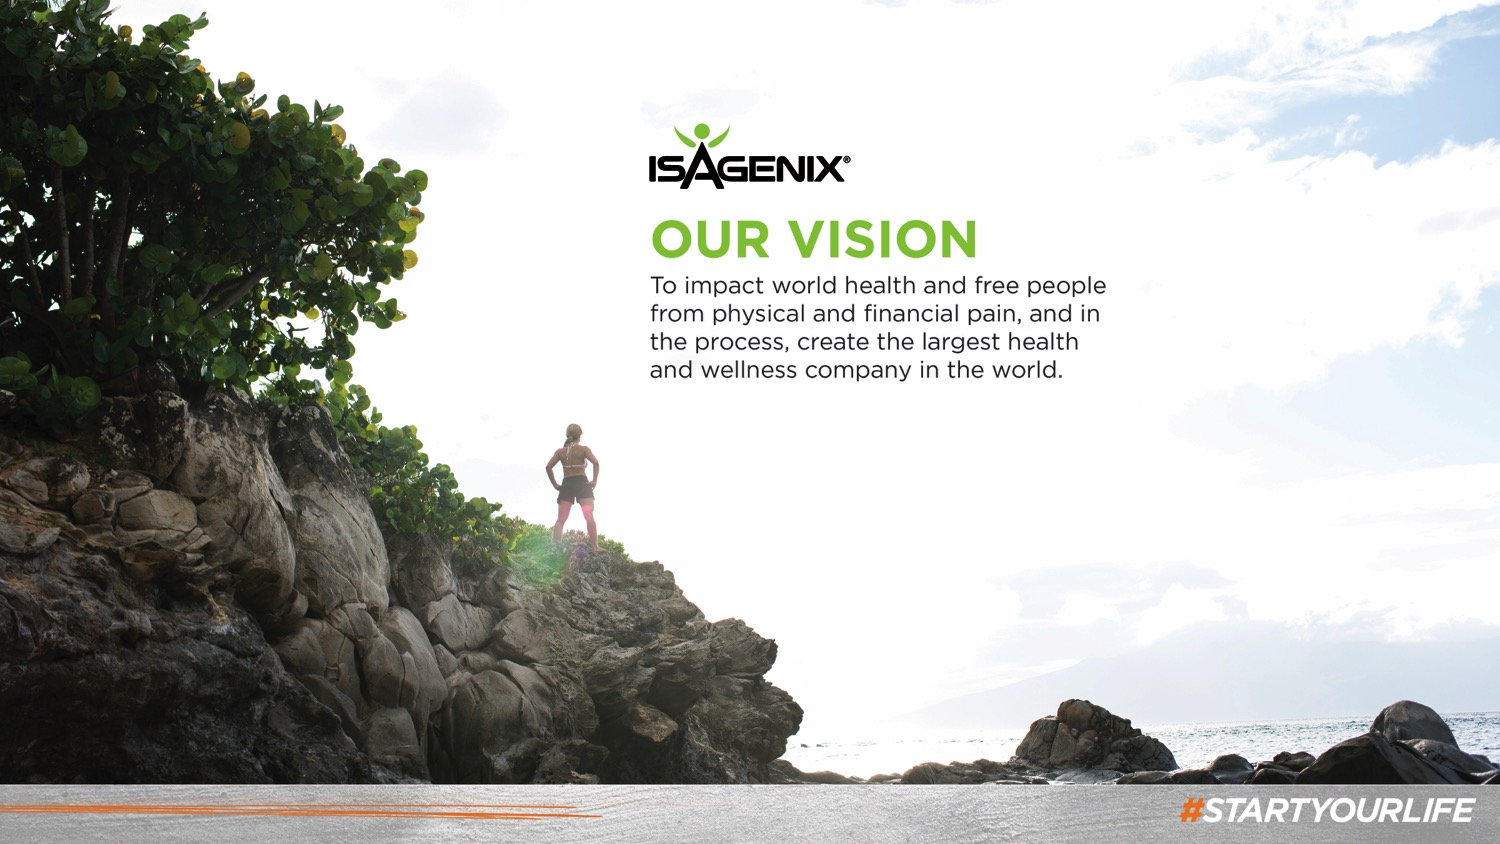 ISAGENIX®
OUR VISION
To impact world health and free people
from physical and financial pain, and in
the process, create the largest health
and wellness company in the world.
#STARTYOURLIFE